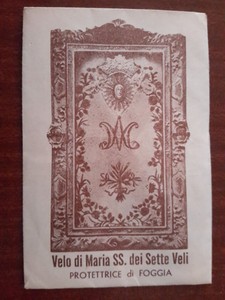 Velo di Maria SS. dei Sette Veli
PROTETTRICE di FOGGIA